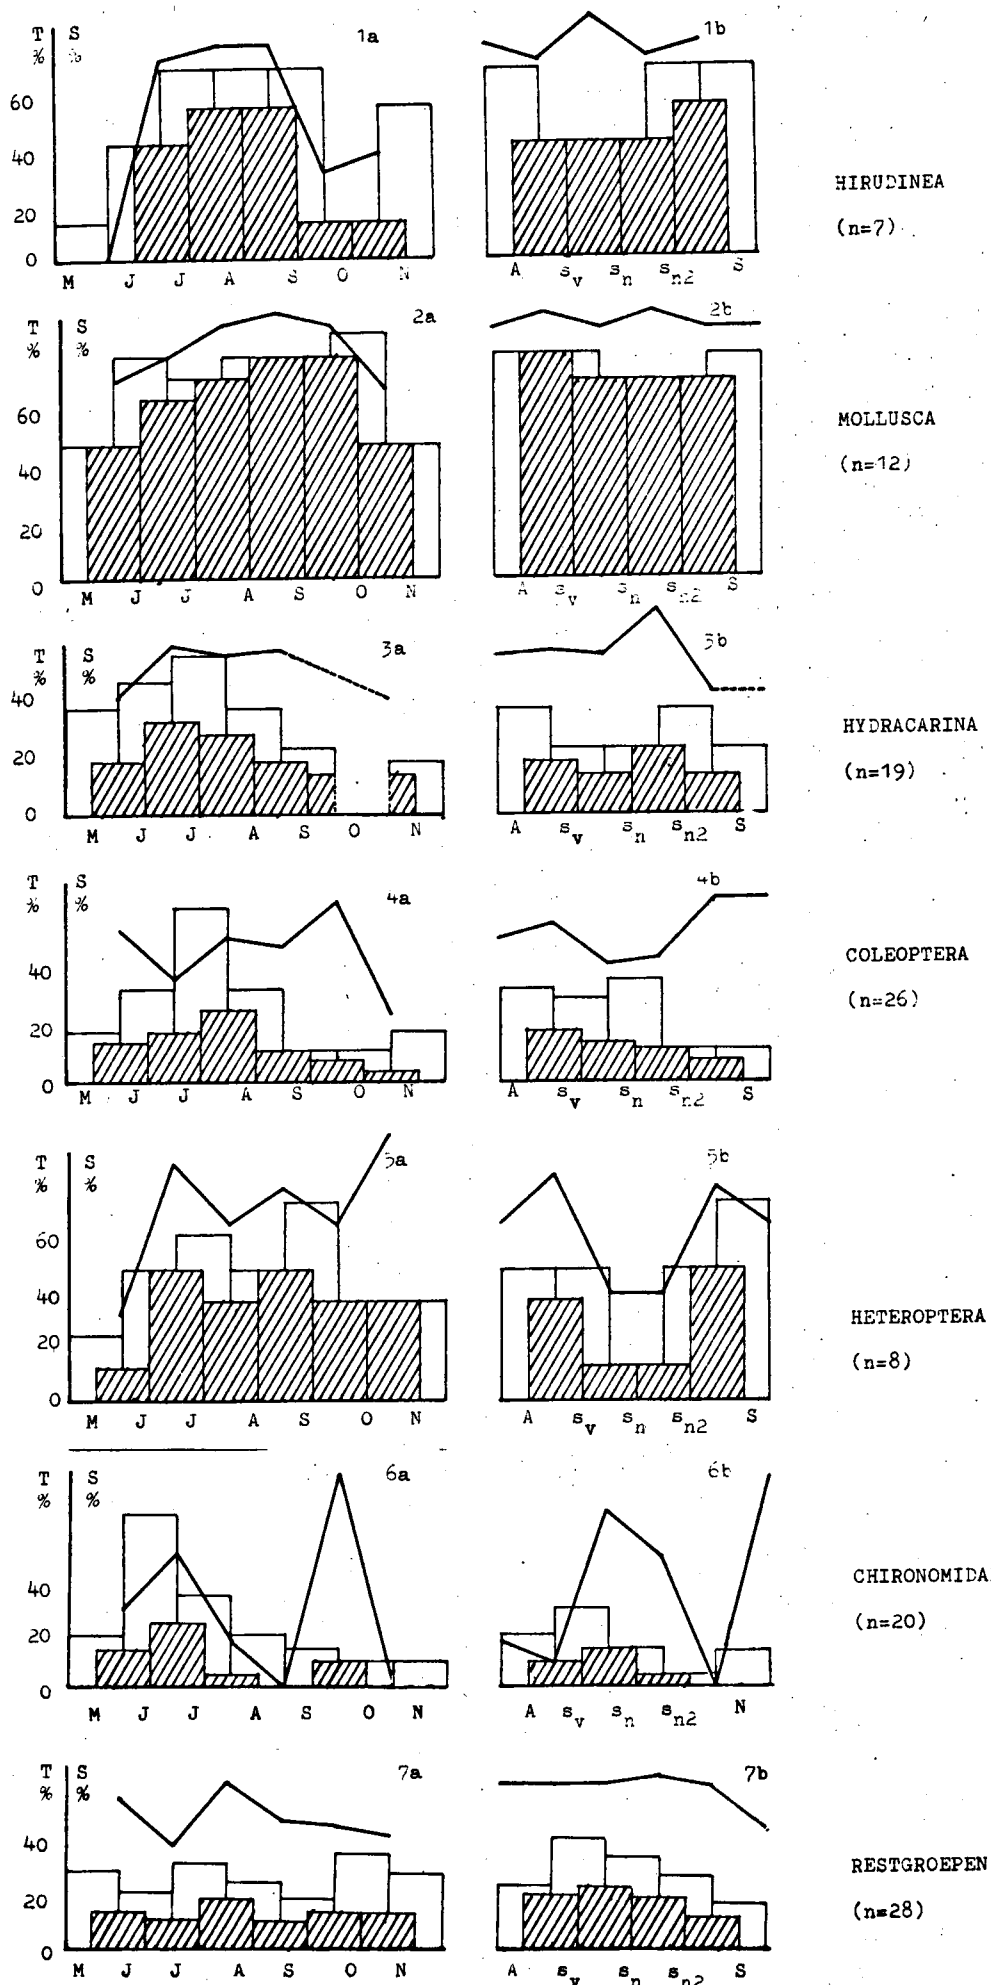 T S 1a 1b
% %
60
40
20
0
M J J A S O N A s_v s_n s_n2 S
HIRUDINEA
(n=7)
T S 2a 2b
% %
60
40
20
0
M J J A S O N A s_v s_n s_n2 S
MOLLUSCA
(n=12)
T S 3a 3b
% %
40
20
0
M J J A S O N A s_v s_n s_n2 S
HYDRACARINA
(n=19)
T S 4a 4b
% %
40
20
0
M J J A S O N A s_v s_n s_n2 S
COLEOPTERA
(n=26)
T S 5a 5b
% %
60
40
20
0
M J J A S O N A s_v s_n s_n2 S
HETEROPTERA
(n=8)
T S 6a 6b
% %
40
20
0
M J J A S O N A s_v s_n s_n2 N
CHIRONOMIDA
(n=20)
T S 7a 7b
% %
40
20
0
M J J A S O N A s_v s_n s_n2 S
RESTGROEPEN
(n=28)